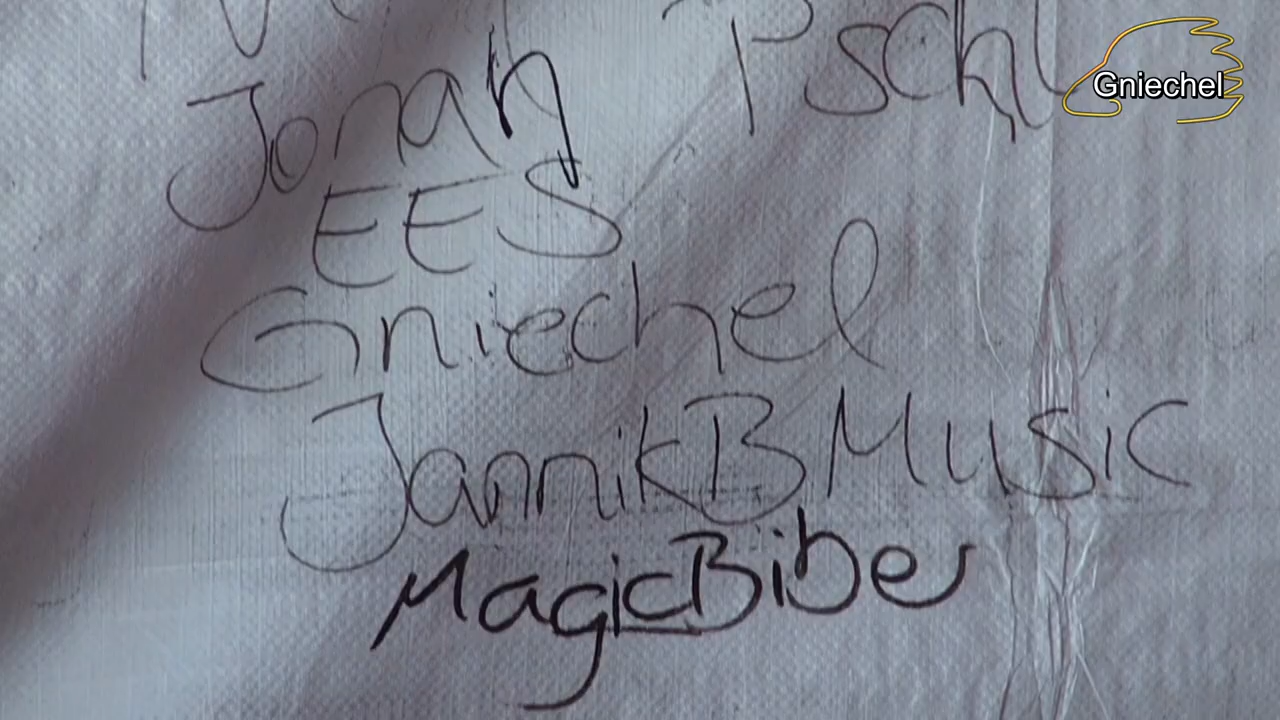 Jonah
EES
Gniechel
JannikBMusic
MagicBiber
Gniechel